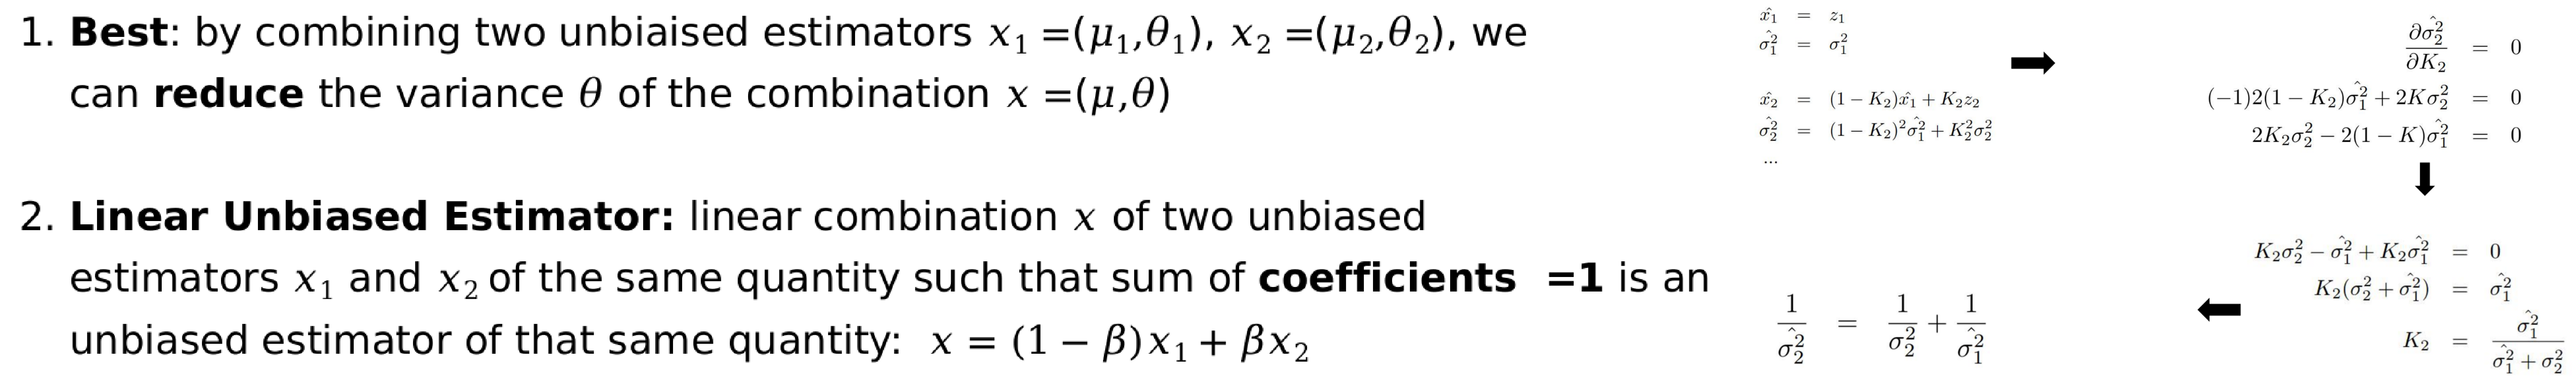 1. Best: by combining two unbiaised estimators x₁ =(μ₁,θ₁), x₂ =(μ₂,θ₂), we
can reduce the variance θ of the combination x =(μ,θ)
2. Linear Unbiased Estimator: linear combination x of two unbiased
estimators x₁ and x₂ of the same quantity such that sum of coefficients =1 is an
unbiased estimator of that same quantity: x = (1 − β)x₁ + βx₂
x̂₁ = z₁
σ̂₁² = σ₁²
x̂₂ = (1 − K₂)x̂₁ + K₂z₂
σ̂₂² = (1 − K₂)²σ̂₁² + K₂²σ₂²
...
∂σ̂₂²/∂K₂ = 0
(−1)2(1 − K₂)σ̂₁² + 2Kσ₂² = 0
2K₂σ₂² − 2(1 − K)σ̂₁² = 0
K₂σ₂² − σ̂₁² + K₂σ̂₁² = 0
K₂(σ₂² + σ̂₁²) = σ̂₁²
K₂ = σ̂₁²/(σ̂₁² + σ₂²)
1/σ̂₂² = 1/σ₂² + 1/σ̂₁²